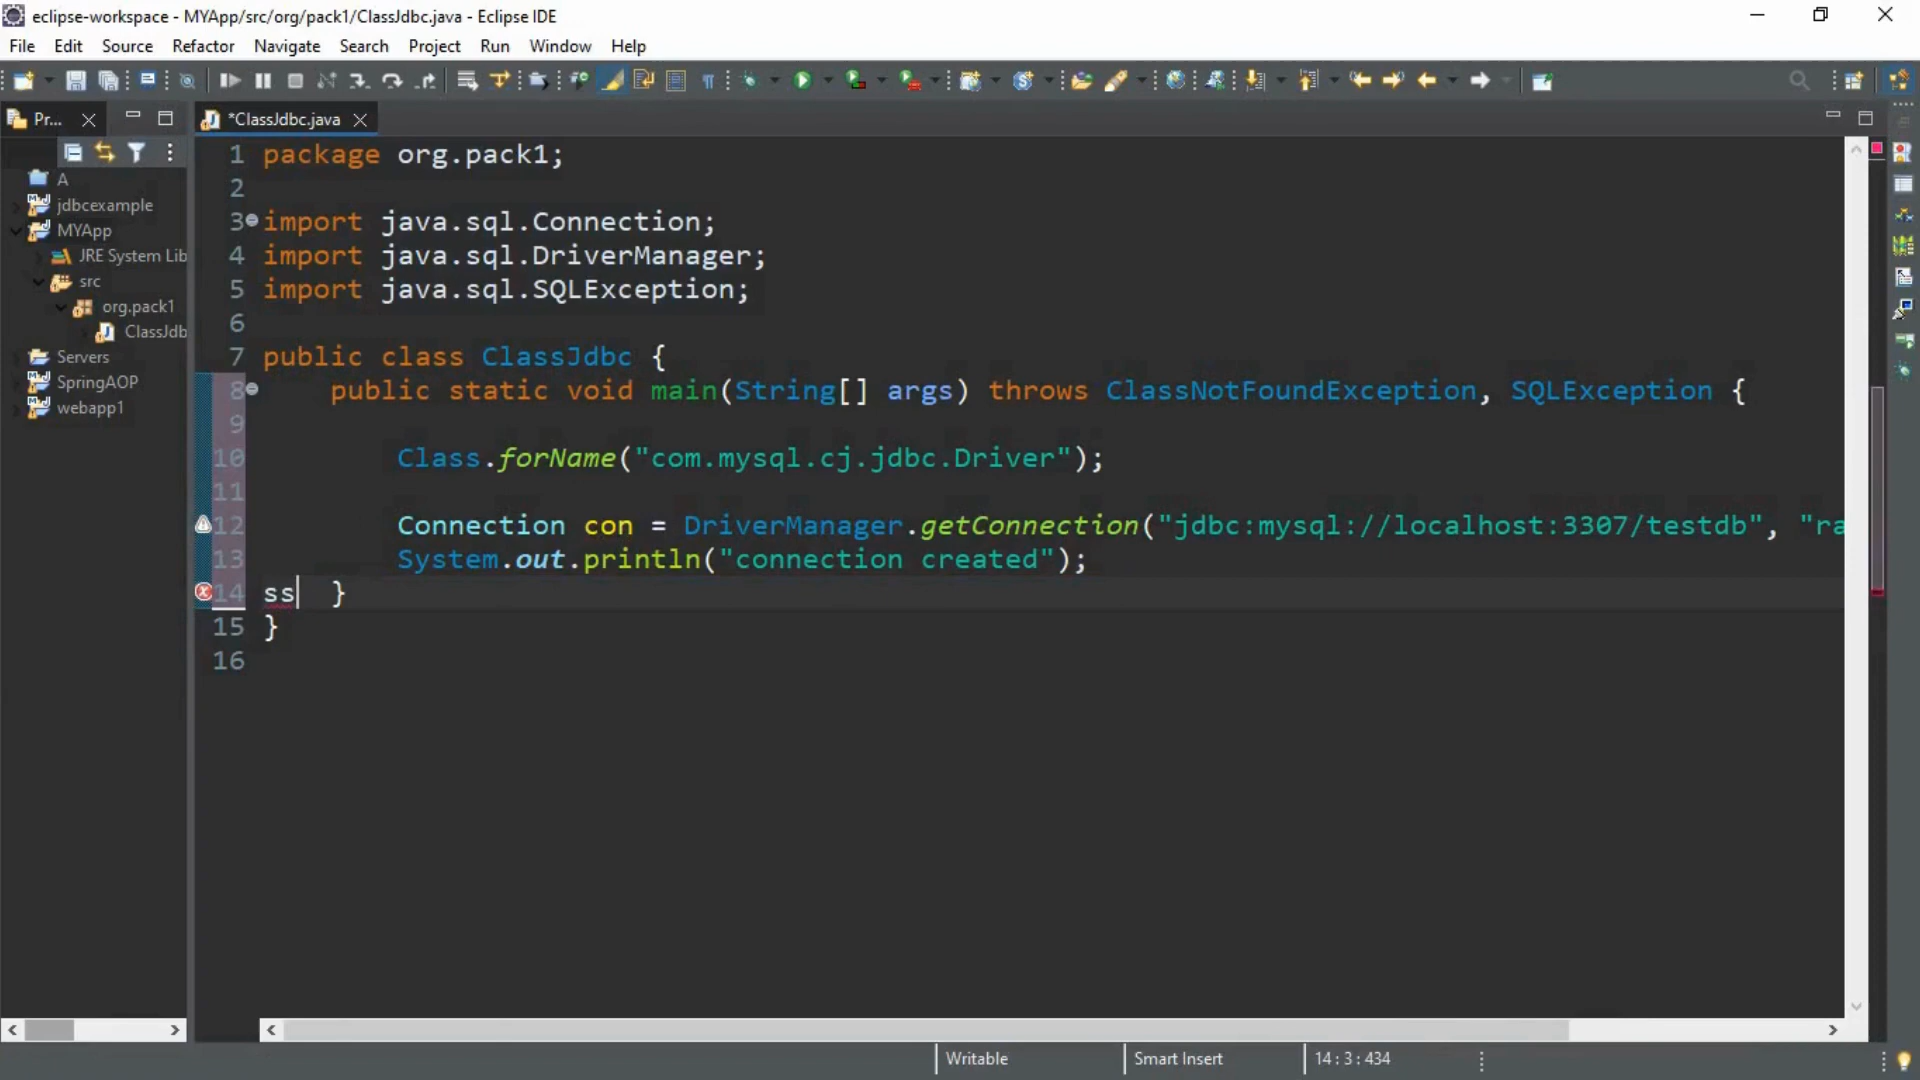 eclipse-workspace - MYApp/src/org/pack1/ClassJdbc.java - Eclipse IDE
File Edit Source Refactor Navigate Search Project Run Window Help
Pr... *ClassJdbc.java
A
jdbcexample
MYApp
JRE System Lib
src
org.pack1
ClassJdb
Servers
SpringAOP
webapp1
1 package org.pack1;
2
3 import java.sql.Connection;
4 import java.sql.DriverManager;
5 import java.sql.SQLException;
6
7 public class ClassJdbc {
8 public static void main(String[] args) throws ClassNotFoundException, SQLException {
9
10 Class.forName("com.mysql.cj.jdbc.Driver");
11
12 Connection con = DriverManager.getConnection("jdbc:mysql://localhost:3307/testdb", "ra
13 System.out.println("connection created");
14 ss }
15 }
16
Writable Smart Insert 14 : 3 : 434